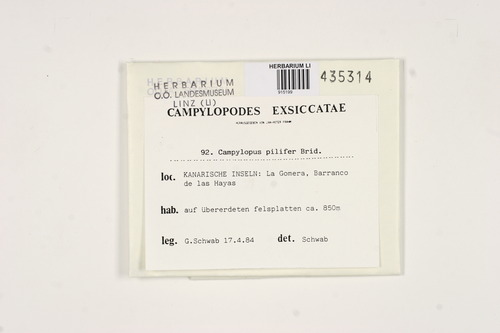 HERBARIUM
HERBARIUM LI
435314
HERBARIUM
O.Ö. LANDESMUSEUM
LINZ (LI)
CAMPYLOPODES EXSICCATAE
92. Campylopus pilifer Brid.
loc. KANARISCHE INSELN: La Gomera, Barranco
de las Hayas
hab. auf übererdeten felsplatten ca. 850m
leg. G.Schwab 17.4.84 det. Schwab